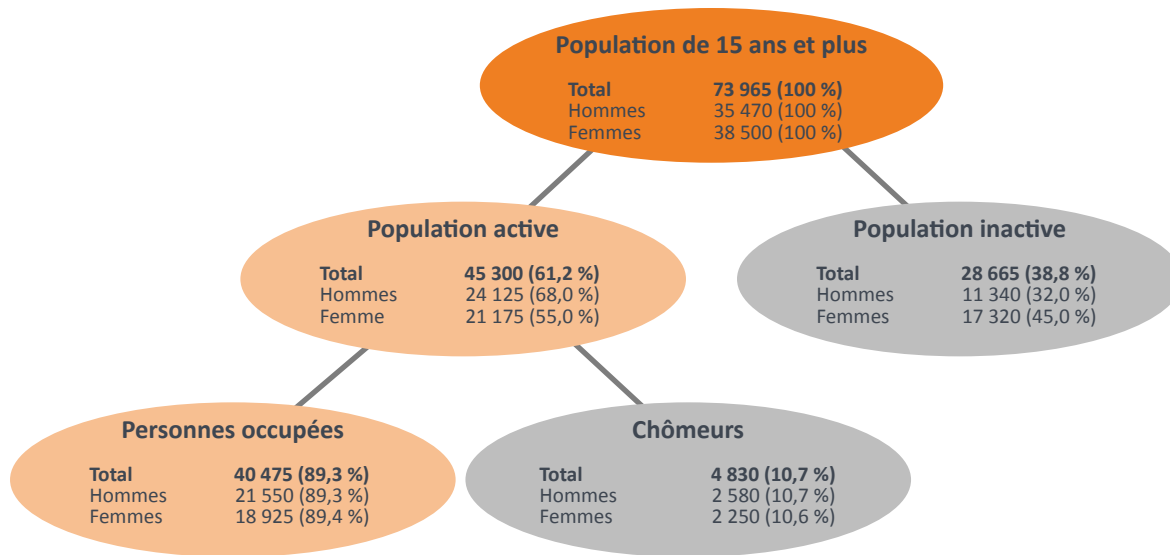 Population de 15 ans et plus
Total 73 965 (100 %)
Hommes 35 470 (100 %)
Femmes 38 500 (100 %)
Population active
Total 45 300 (61,2 %)
Hommes 24 125 (68,0 %)
Femme 21 175 (55,0 %)
Population inactive
Total 28 665 (38,8 %)
Hommes 11 340 (32,0 %)
Femmes 17 320 (45,0 %)
Personnes occupées
Total 40 475 (89,3 %)
Hommes 21 550 (89,3 %)
Femmes 18 925 (89,4 %)
Chômeurs
Total 4 830 (10,7 %)
Hommes 2 580 (10,7 %)
Femmes 2 250 (10,6 %)